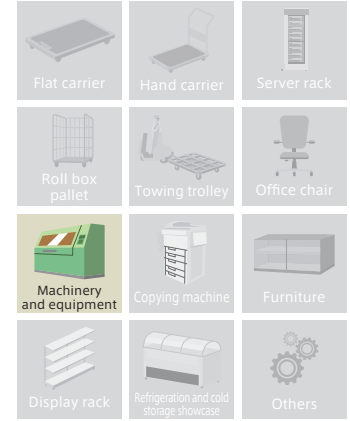 Flat carrier
Hand carrier
Server rack
Roll box
pallet
Towing trolley
Office chair
Machinery
and equipment
Copying machine
Furniture
Display rack
Refrigeration and cold
storage showcase
Others